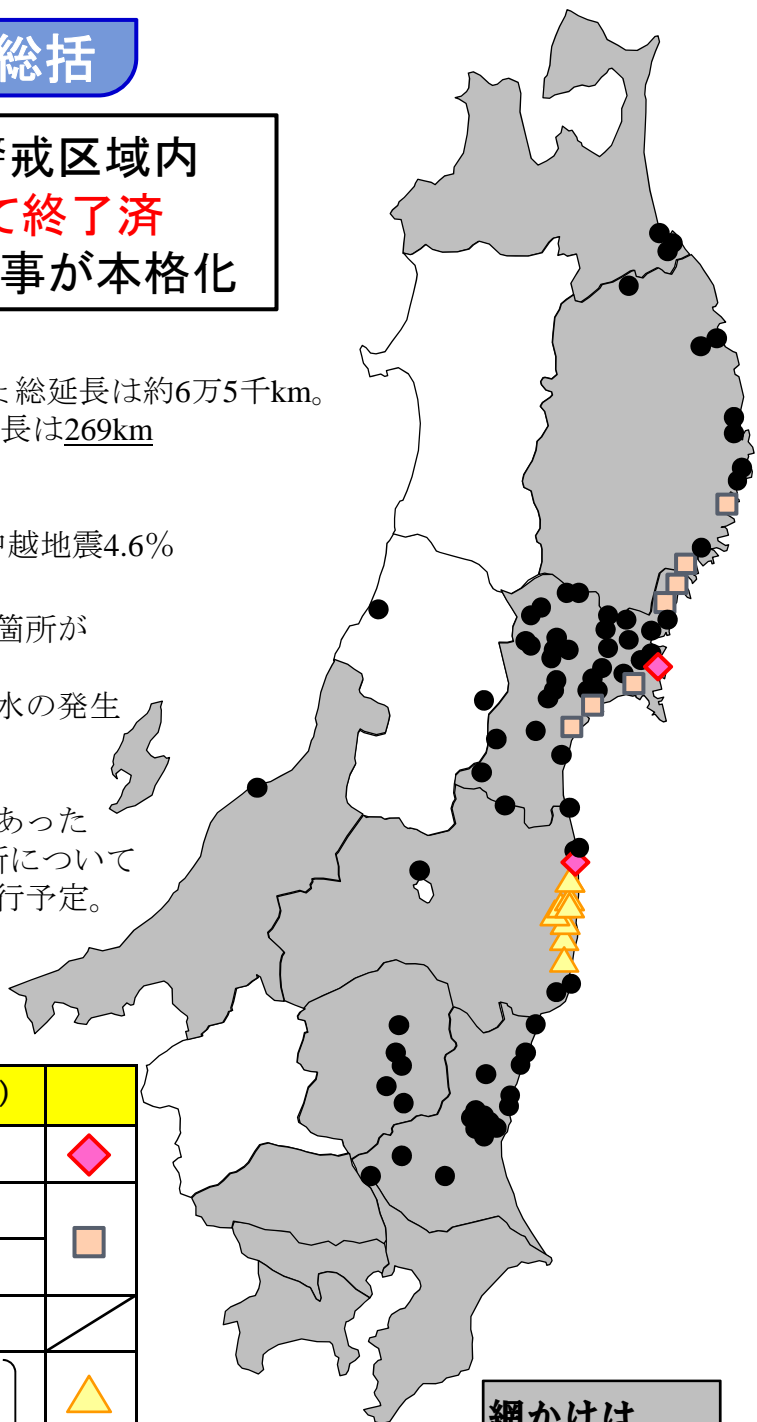 総括
戒区域内
て終了済
事が本格化
総延長は約6万5千km。
長は269km
越地震4.6%
箇所が
水の発生
あった
所について
行予定。
)
網かけは